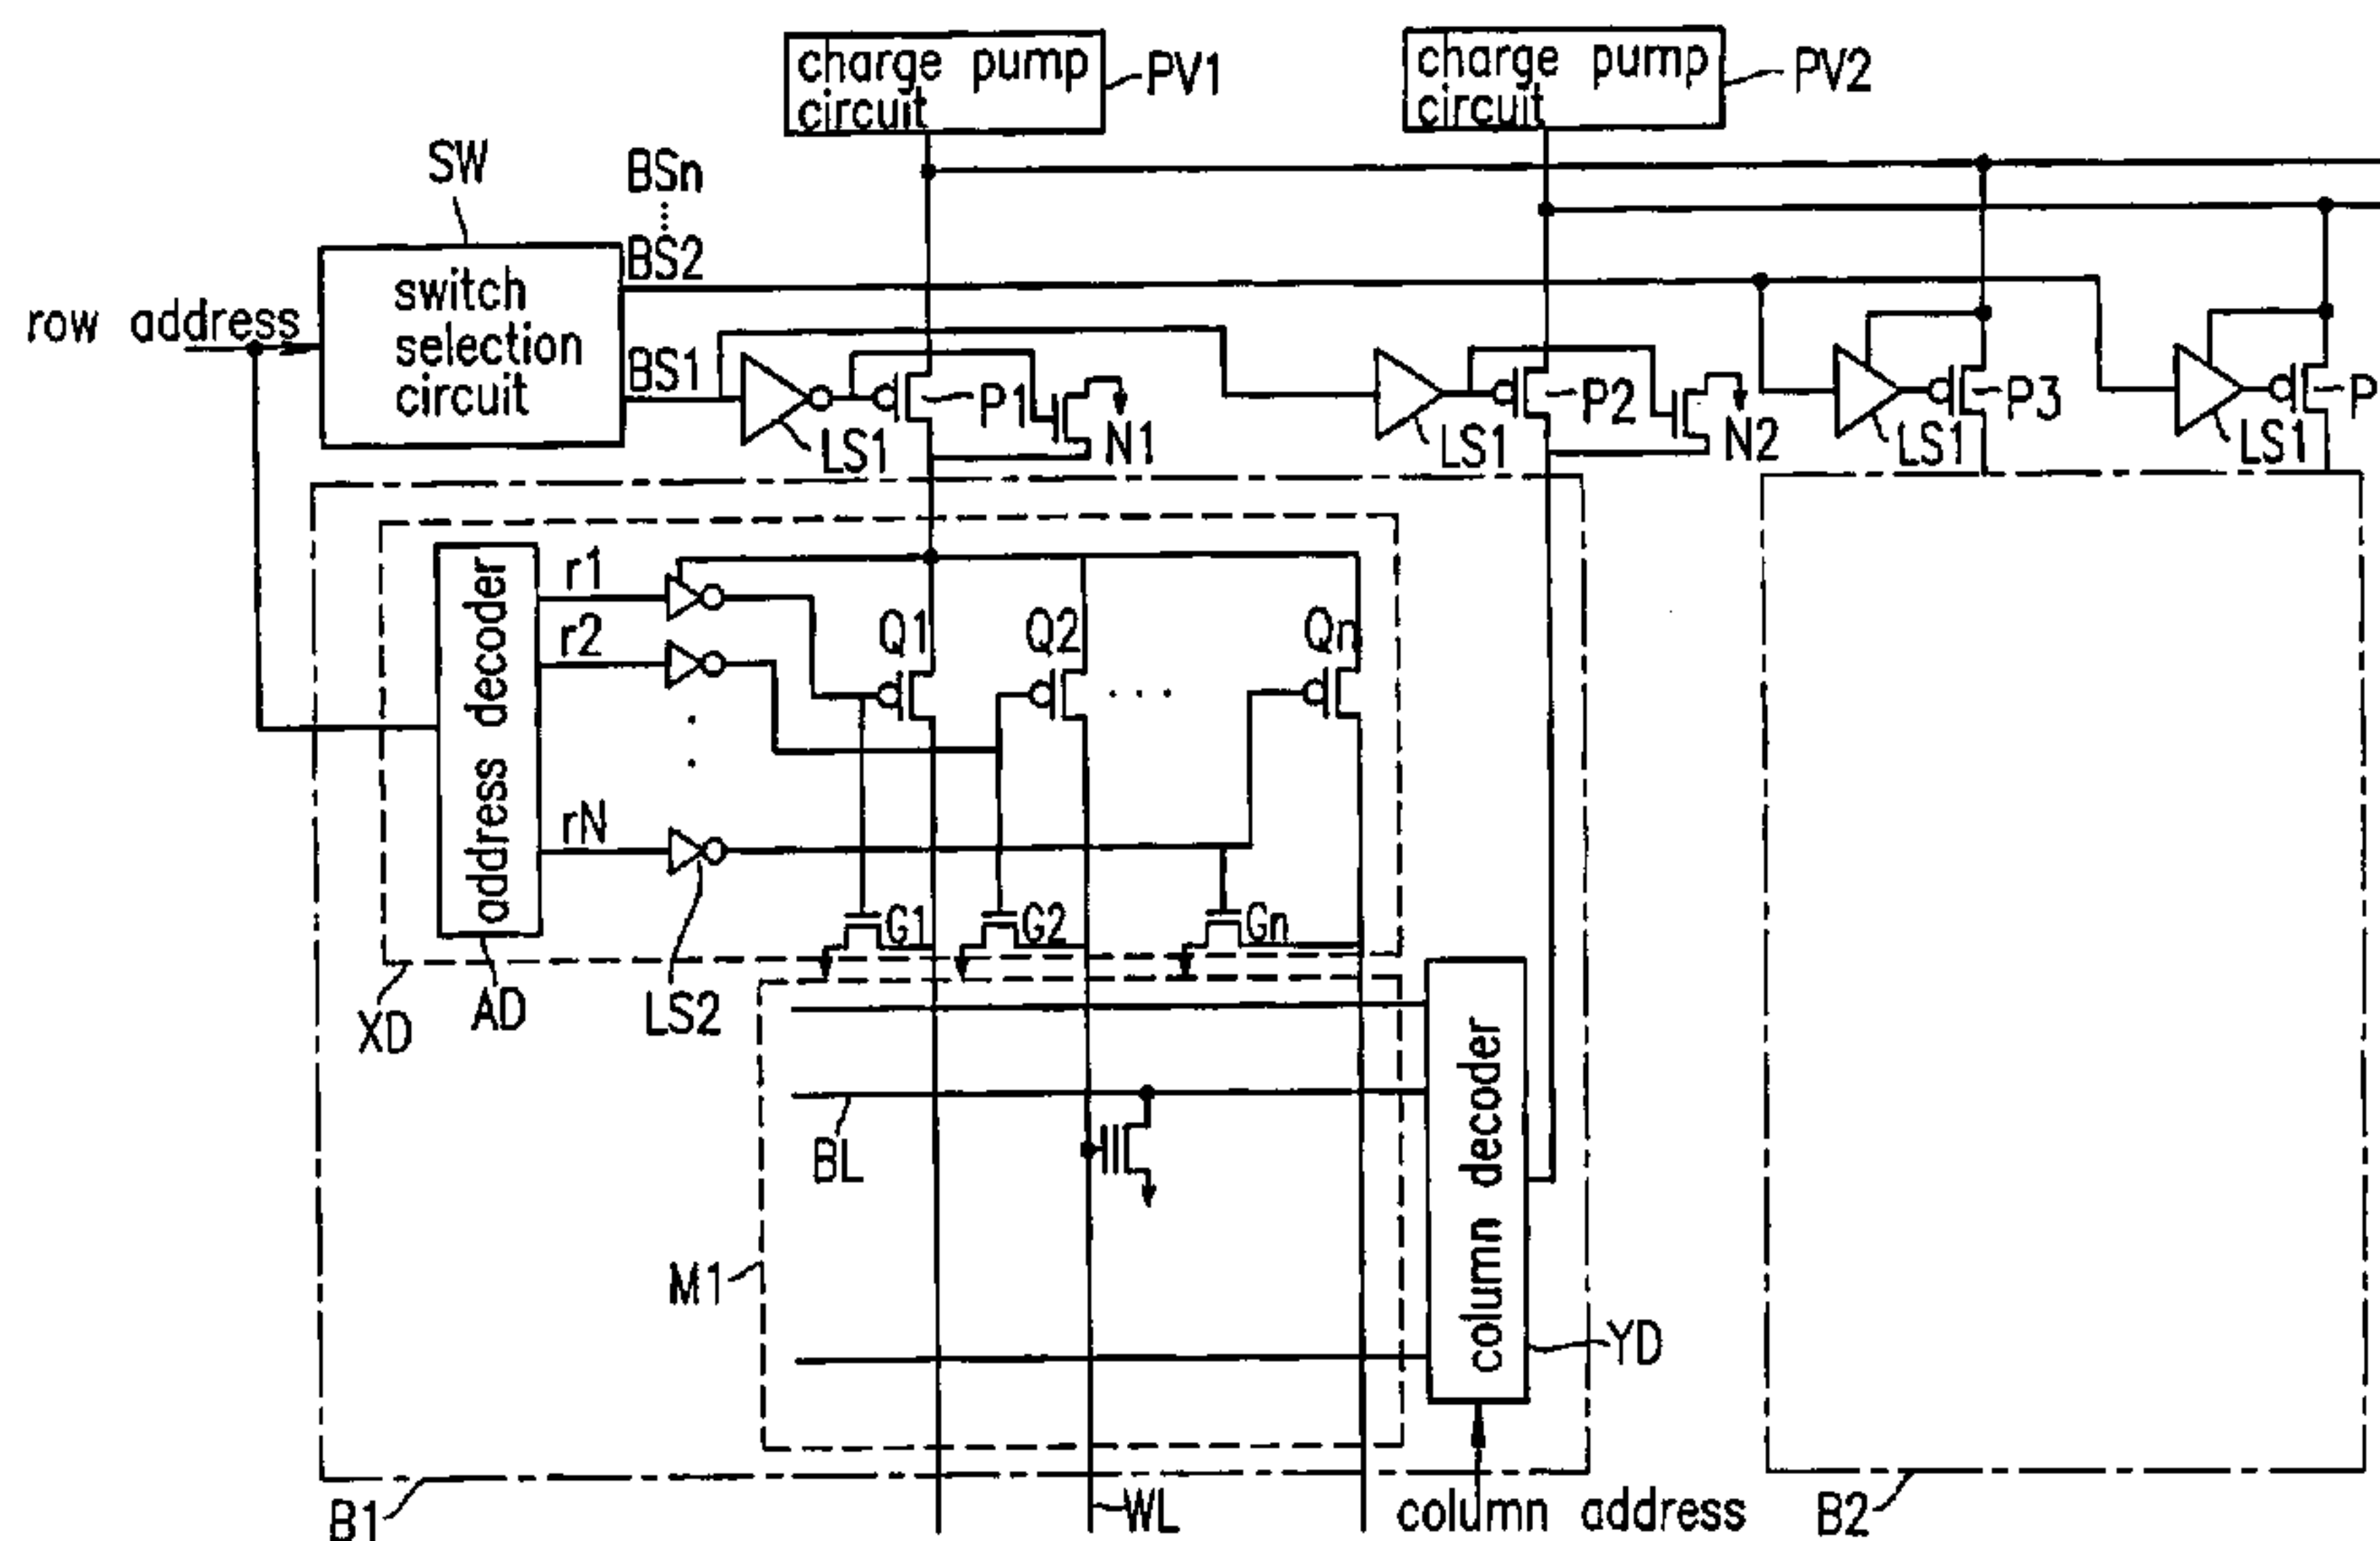 charge pump
circuit
PV1
charge pump
circuit
PV2
SW
BSn
BS2
row address
switch
selection
circuit
BS1
LS1
P1
N1
LS1
P2
N2
LS1
P3
LS1
P
address decoder
r1
r2
rN
Q1
Q2
Qn
G1
G2
Gn
XD
AD
LS2
BL
M1
column decoder
YD
B1
WL
column address
B2